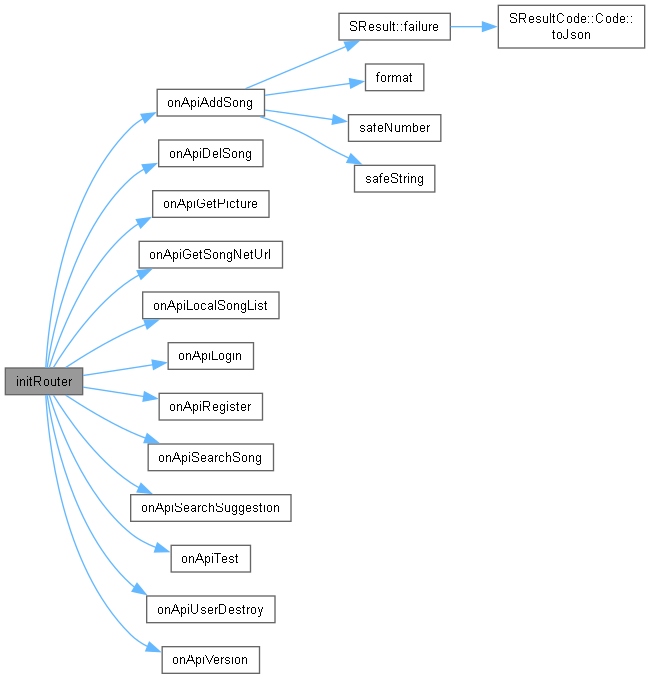 SResult::failure
SResultCode::Code::
toJson
format
onApiAddSong
safeNumber
onApiDelSong
safeString
onApiGetPicture
onApiGetSongNetUrl
onApiLocalSongList
onApiLogin
initRouter
onApiRegister
onApiSearchSong
onApiSearchSuggestion
onApiTest
onApiUserDestroy
onApiVersion